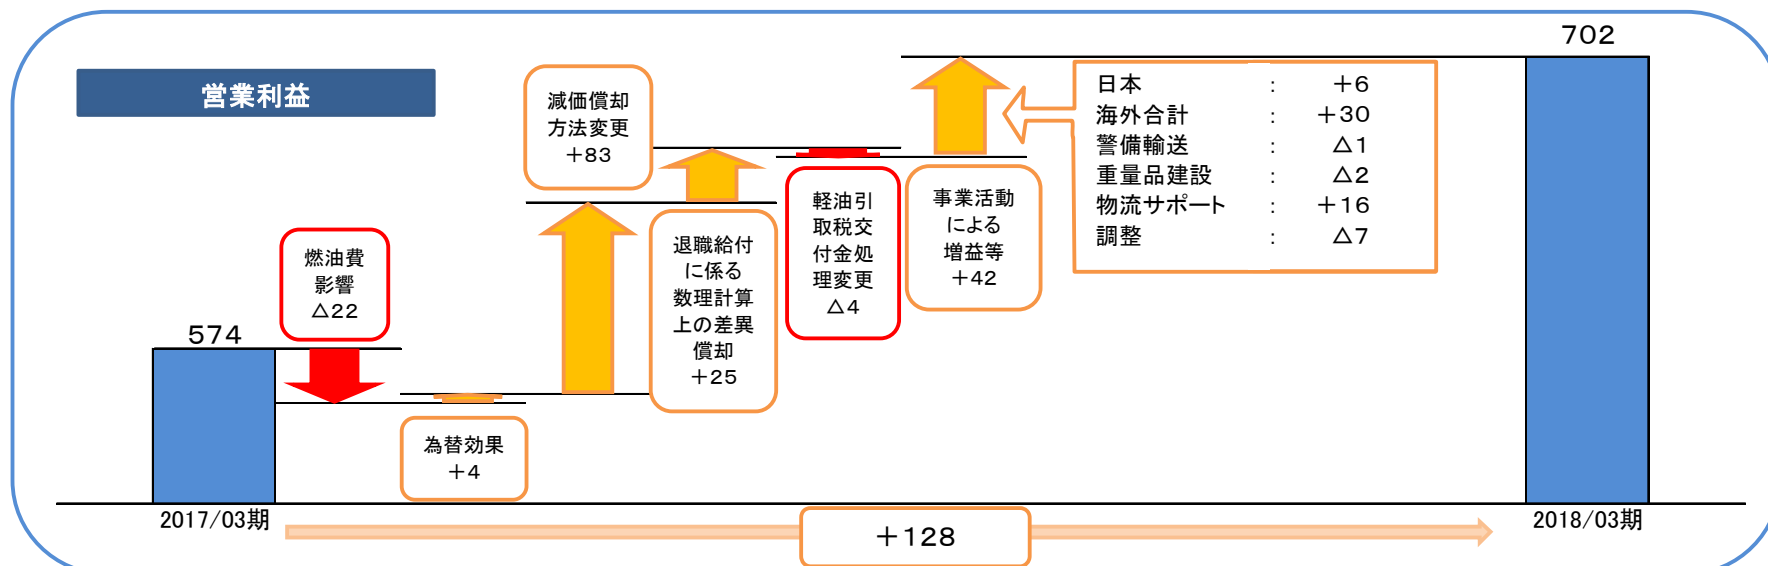 営業利益
702
574
2017/03期
燃油費
影響
△22
為替効果
+4
減価償却
方法変更
+83
退職給付
に係る
数理計算
上の差異
償却
+25
軽油引
取税交
付金処
理変更
△4
事業活動
による
増益等
+42
日本 : +6
海外合計 : +30
警備輸送 : △1
重量品建設 : △2
物流サポート : +16
調整 : △7
2018/03期
+128